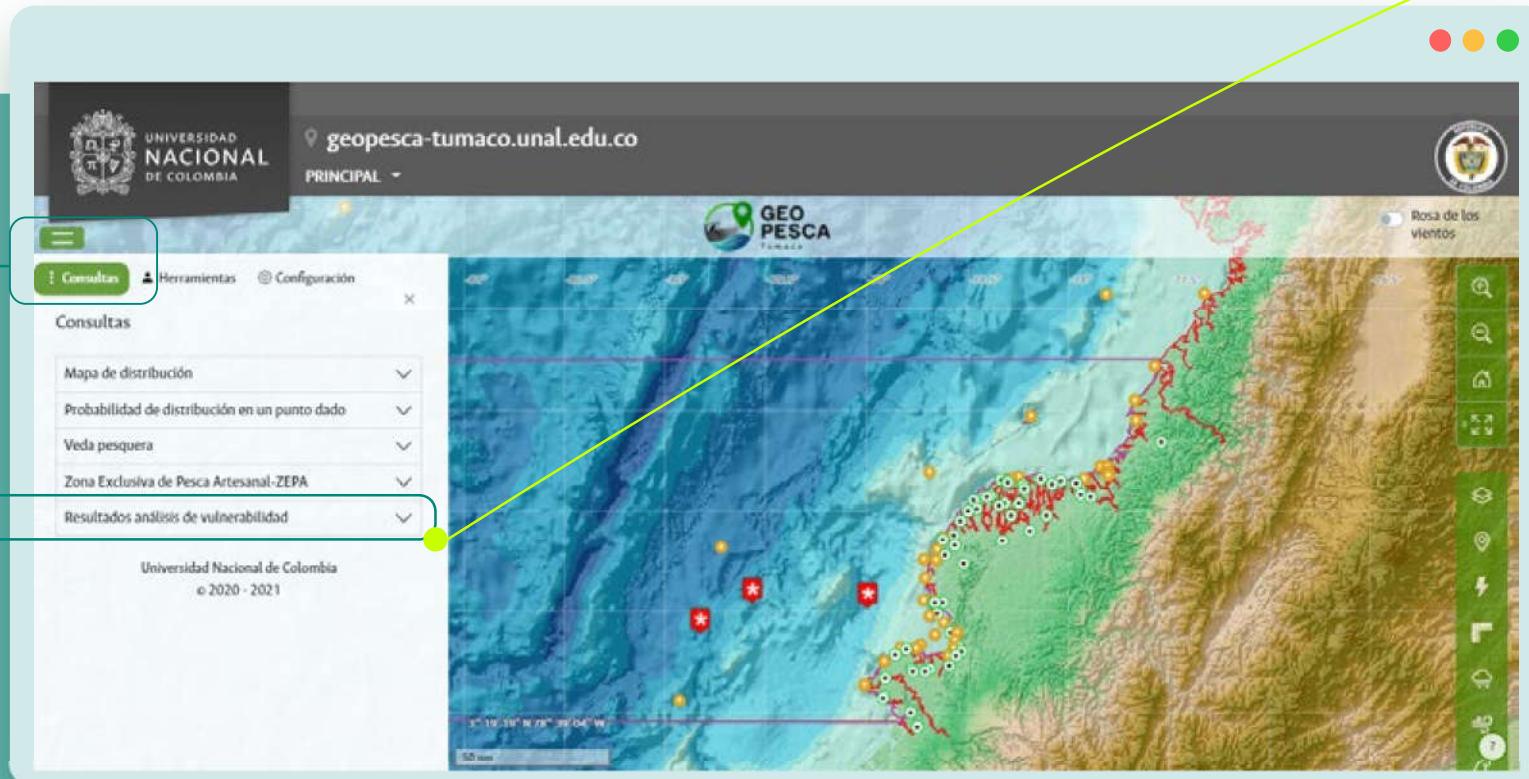 UNIVERSIDAD
NACIONAL
DE COLOMBIA
geopesca-tumaco.unal.edu.co
PRINCIPAL
GEO
PESCA
Tumaco
Rosa de los
vientos
Consultas
Herramientas
Configuración
Consultas
Mapa de distribución
Probabilidad de distribución en un punto dado
Veda pesquera
Zona Exclusiva de Pesca Artesanal-ZEPA
Resultados análisis de vulnerabilidad
Universidad Nacional de Colombia
© 2020 - 2021